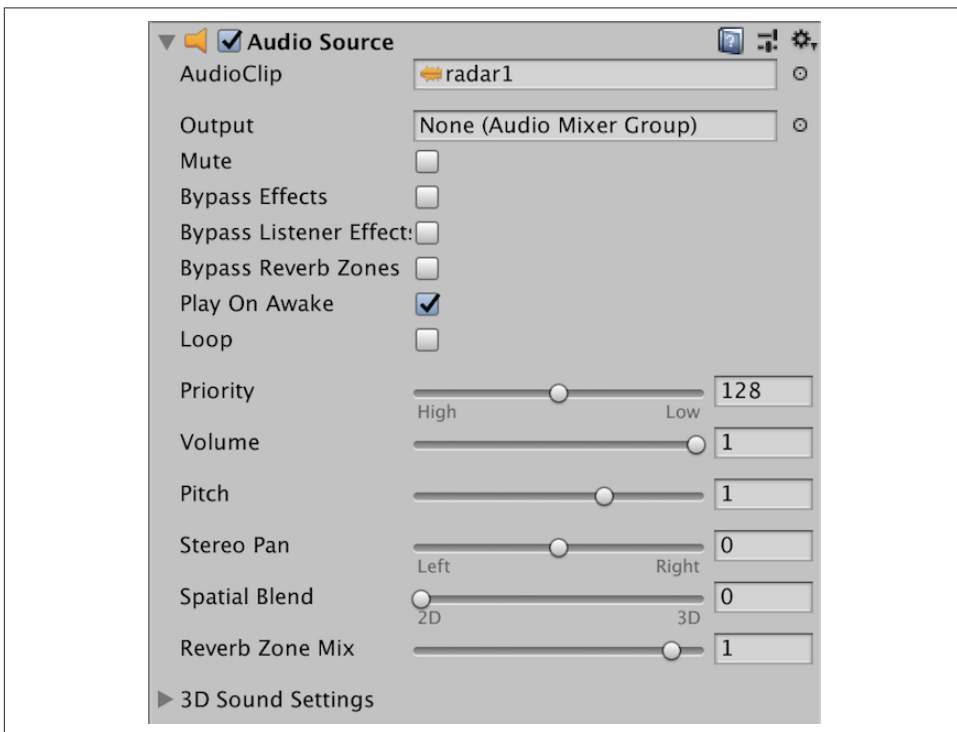 Audio Source
AudioClip radar1
Output None (Audio Mixer Group)
Mute
Bypass Effects
Bypass Listener Effect
Bypass Reverb Zones
Play On Awake
Loop
Priority 128
High Low
Volume 1
Pitch 1
Stereo Pan 0
Left Right
Spatial Blend 0
2D 3D
Reverb Zone Mix 1
3D Sound Settings